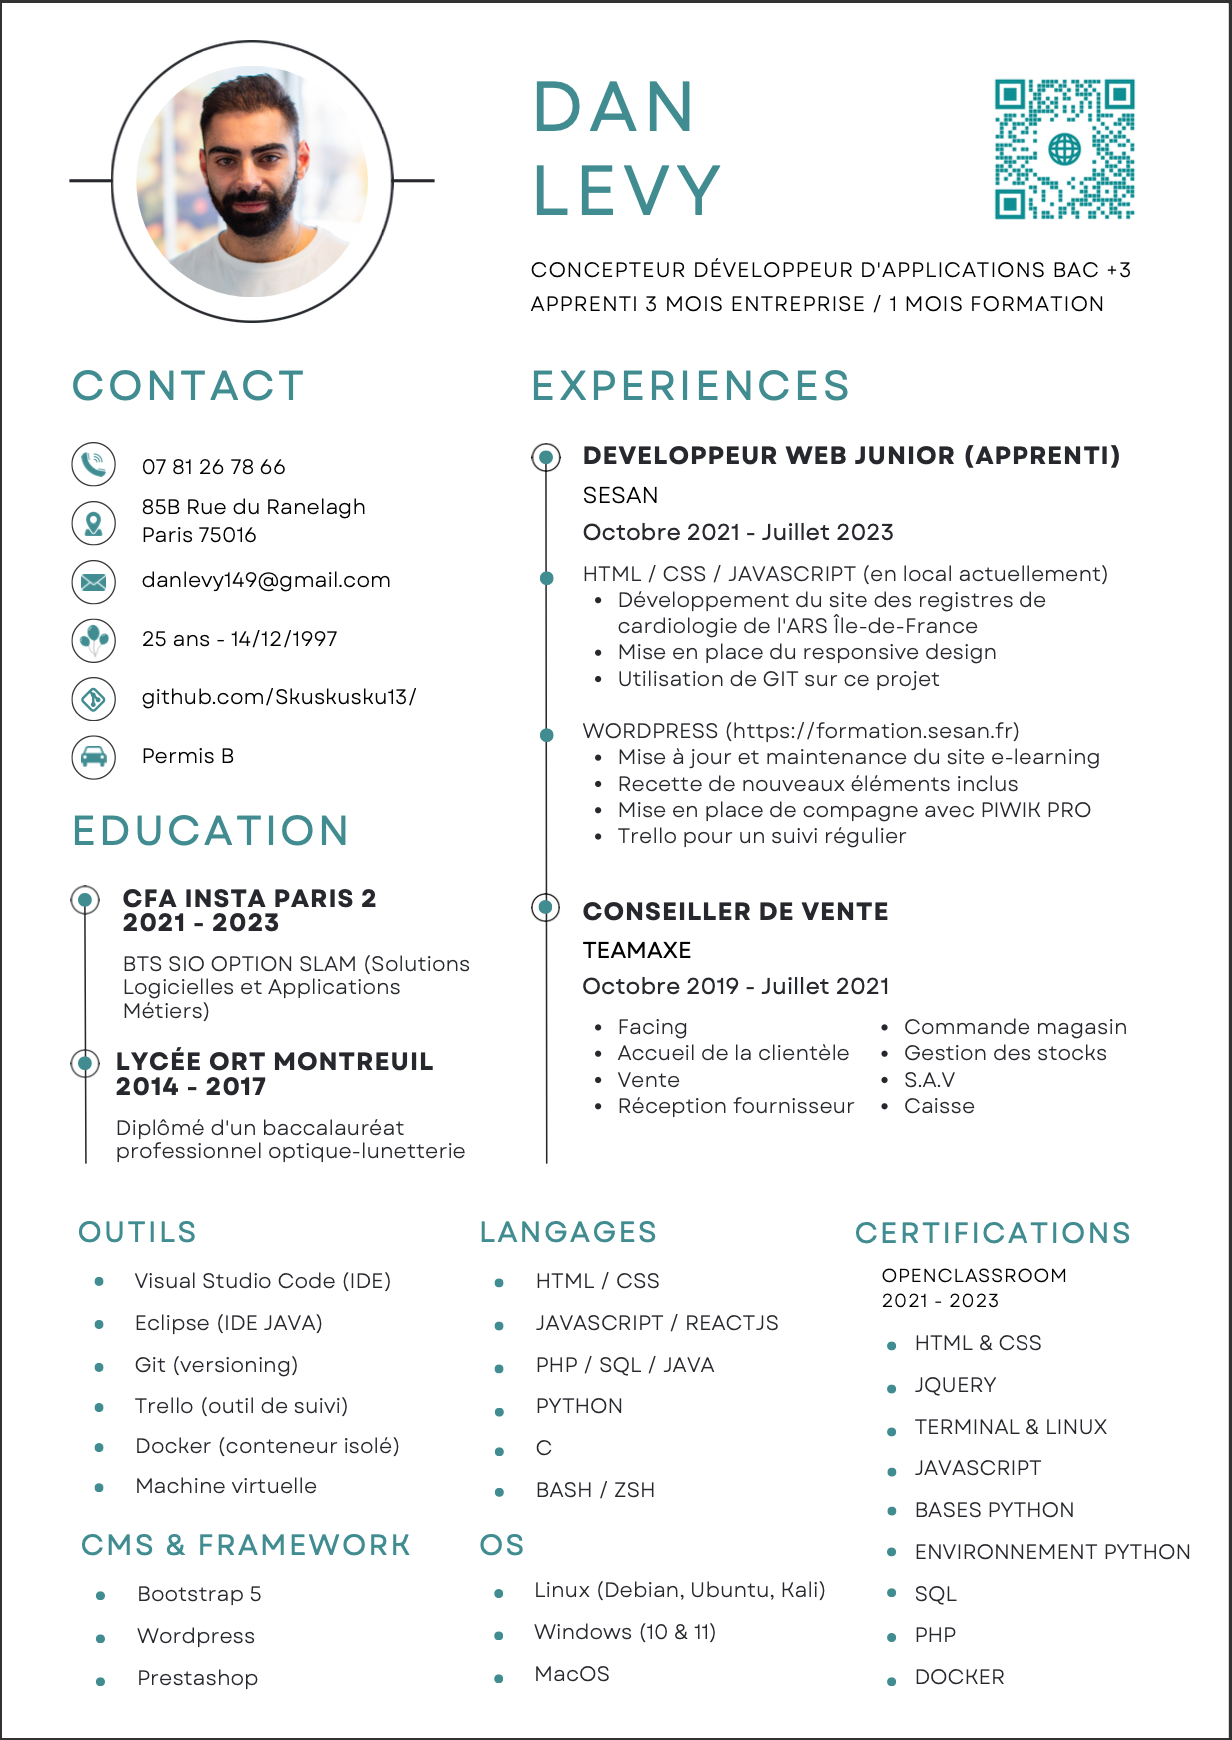 DAN
LEVY
CONCEPTEUR DÉVELOPPEUR D'APPLICATIONS BAC +3
APPRENTI 3 MOIS ENTREPRISE / 1 MOIS FORMATION
CONTACT
07 81 26 78 66
85B Rue du Ranelagh
Paris 75016
danlevy149@gmail.com
25 ans - 14/12/1997
github.com/Skuskusku13/
Permis B
EDUCATION
CFA INSTA PARIS 2
2021 - 2023
BTS SIO OPTION SLAM (Solutions
Logicielles et Applications
Métiers)
LYCÉE ORT MONTREUIL
2014 - 2017
Diplômé d'un baccalauréat
professionnel optique-lunetterie
EXPERIENCES
DEVELOPPEUR WEB JUNIOR (APPRENTI)
SESAN
Octobre 2021 - Juillet 2023
HTML / CSS / JAVASCRIPT (en local actuellement)
• Développement du site des registres de
cardiologie de l'ARS Île-de-France
• Mise en place du responsive design
• Utilisation de GIT sur ce projet
WORDPRESS (https://formation.sesan.fr)
• Mise à jour et maintenance du site e-learning
• Recette de nouveaux éléments inclus
• Mise en place de compagne avec PIWIK PRO
• Trello pour un suivi régulier
CONSEILLER DE VENTE
TEAMAXE
Octobre 2019 - Juillet 2021
• Facing
• Accueil de la clientèle
• Vente
• Réception fournisseur
• Commande magasin
• Gestion des stocks
• S.A.V
• Caisse
OUTILS
• Visual Studio Code (IDE)
• Eclipse (IDE JAVA)
• Git (versioning)
• Trello (outil de suivi)
• Docker (conteneur isolé)
• Machine virtuelle
CMS & FRAMEWORK
• Bootstrap 5
• Wordpress
• Prestashop
LANGAGES
• HTML / CSS
• JAVASCRIPT / REACTJS
• PHP / SQL / JAVA
• PYTHON
• C
• BASH / ZSH
OS
• Linux (Debian, Ubuntu, Kali)
• Windows (10 & 11)
• MacOS
CERTIFICATIONS
OPENCLASSROOM
2021 - 2023
• HTML & CSS
• JQUERY
• TERMINAL & LINUX
• JAVASCRIPT
• BASES PYTHON
• ENVIRONNEMENT PYTHON
• SQL
• PHP
• DOCKER